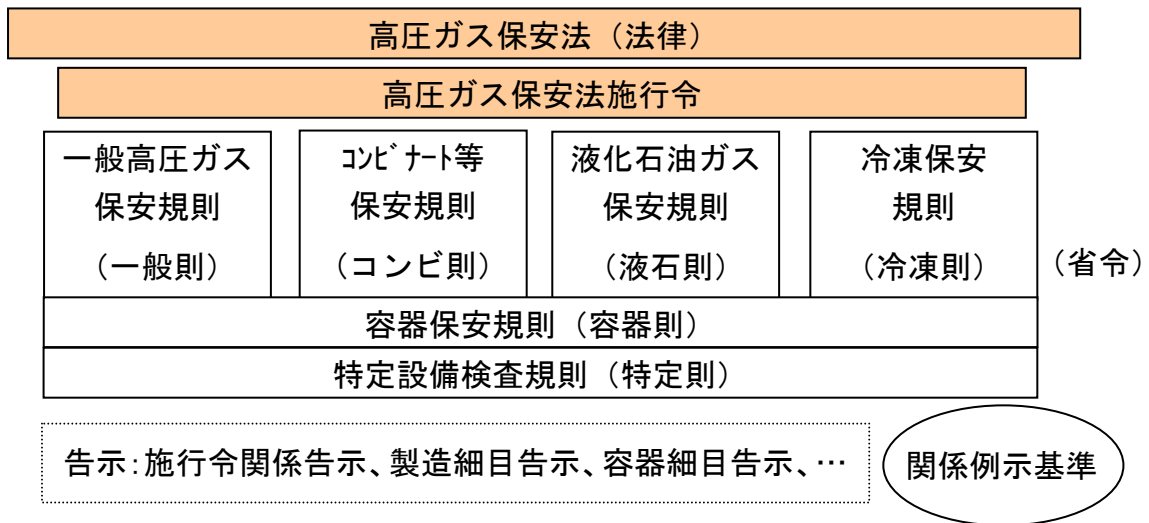 高圧ガス保安法（法律）
高圧ガス保安法施行令
一般高圧ガス
保安規則
（一般則）
ｺﾝﾋﾞﾅｰﾄ等
保安規則
（コンビ則）
液化石油ガス
保安規則
（液石則）
冷凍保安
規則
（冷凍則）
（省令）
容器保安規則（容器則）
特定設備検査規則（特定則）
告示：施行令関係告示、製造細目告示、容器細目告示、…
関係例示基準